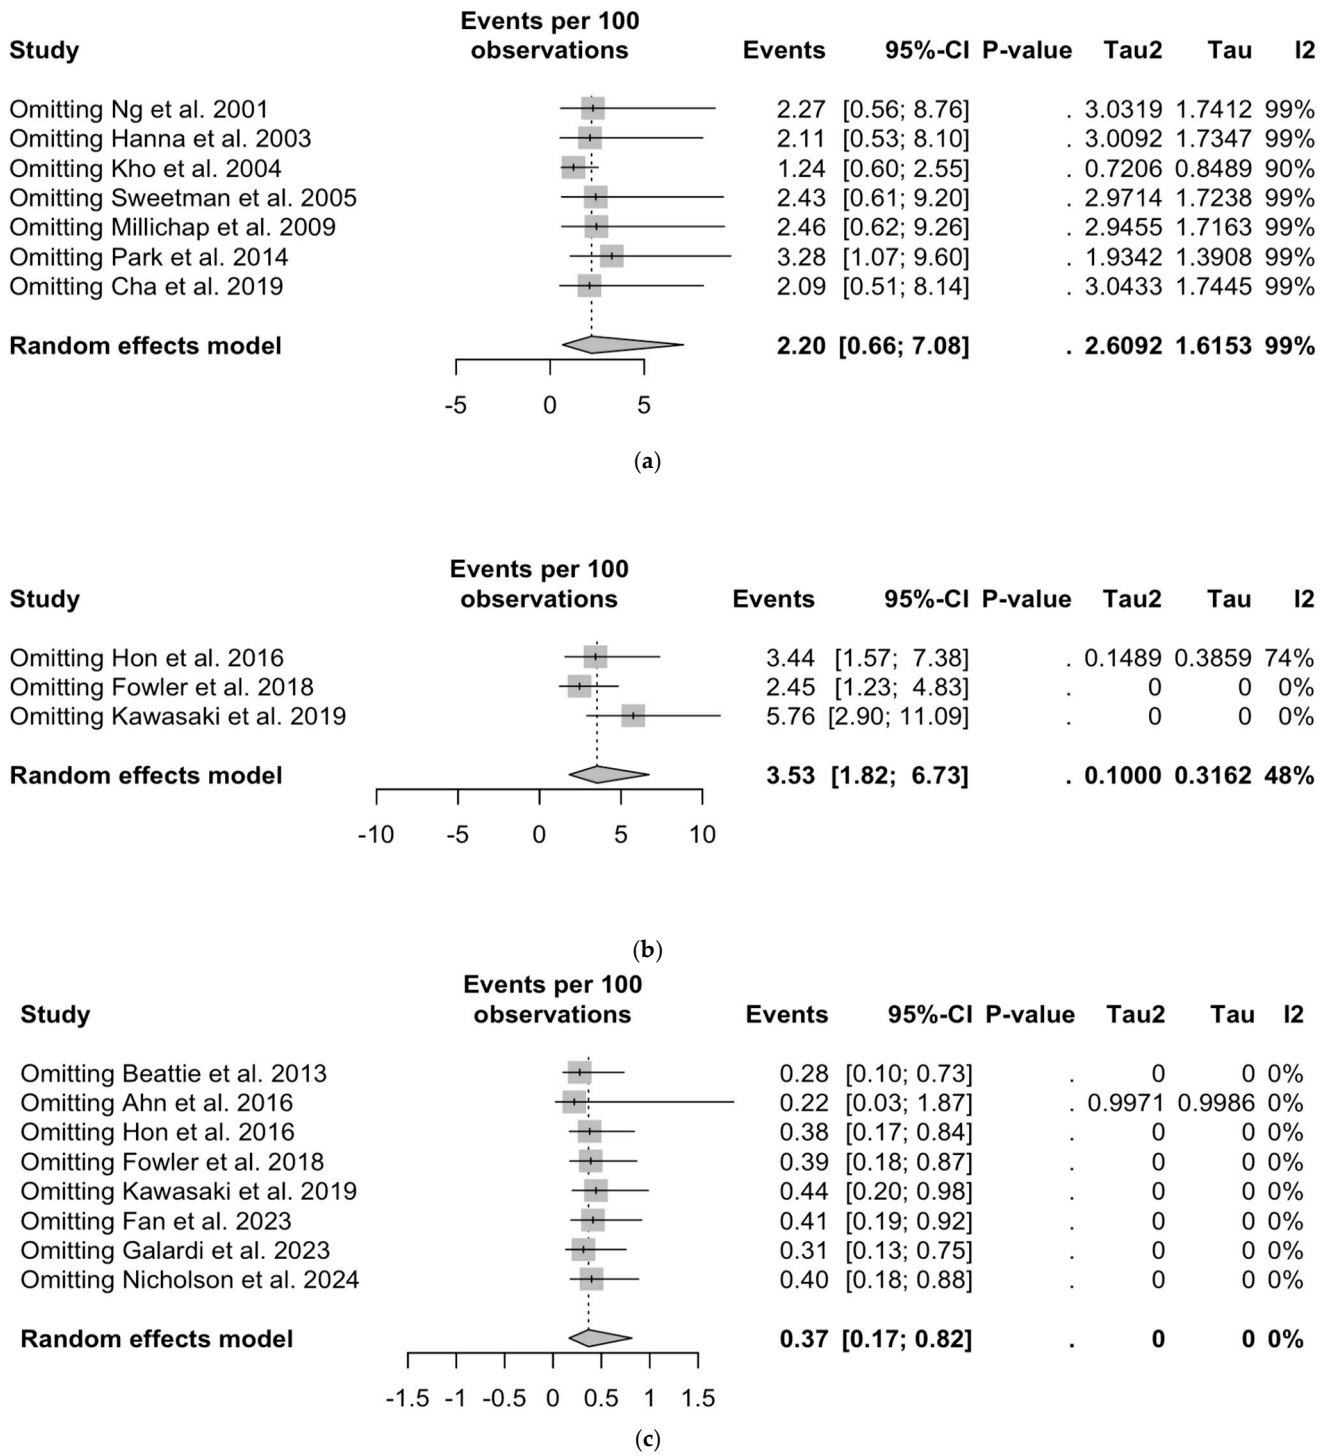 Events per 100
Study observations Events 95%-CI P-value Tau2 Tau I2
Omitting Ng et al. 2001 2.27 [0.56; 8.76] . 3.0319 1.7412 99%
Omitting Hanna et al. 2003 2.11 [0.53; 8.10] . 3.0092 1.7347 99%
Omitting Kho et al. 2004 1.24 [0.60; 2.55] . 0.7206 0.8489 90%
Omitting Sweetman et al. 2005 2.43 [0.61; 9.20] . 2.9714 1.7238 99%
Omitting Millichap et al. 2009 2.46 [0.62; 9.26] . 2.9455 1.7163 99%
Omitting Park et al. 2014 3.28 [1.07; 9.60] . 1.9342 1.3908 99%
Omitting Cha et al. 2019 2.09 [0.51; 8.14] . 3.0433 1.7445 99%
Random effects model 2.20 [0.66; 7.08] . 2.6092 1.6153 99%
-5 0 5
(a)
Events per 100
Study observations Events 95%-CI P-value Tau2 Tau I2
Omitting Hon et al. 2016 3.44 [1.57; 7.38] . 0.1489 0.3859 74%
Omitting Fowler et al. 2018 2.45 [1.23; 4.83] . 0 0 0%
Omitting Kawasaki et al. 2019 5.76 [2.90; 11.09] . 0 0 0%
Random effects model 3.53 [1.82; 6.73] . 0.1000 0.3162 48%
-10 -5 0 5 10
(b)
Events per 100
Study observations Events 95%-CI P-value Tau2 Tau I2
Omitting Beattie et al. 2013 0.28 [0.10; 0.73] . 0 0 0%
Omitting Ahn et al. 2016 0.22 [0.03; 1.87] . 0.9971 0.9986 0%
Omitting Hon et al. 2016 0.38 [0.17; 0.84] . 0 0 0%
Omitting Fowler et al. 2018 0.39 [0.18; 0.87] . 0 0 0%
Omitting Kawasaki et al. 2019 0.44 [0.20; 0.98] . 0 0 0%
Omitting Fan et al. 2023 0.41 [0.19; 0.92] . 0 0 0%
Omitting Galardi et al. 2023 0.31 [0.13; 0.75] . 0 0 0%
Omitting Nicholson et al. 2024 0.40 [0.18; 0.88] . 0 0 0%
Random effects model 0.37 [0.17; 0.82] . 0 0 0%
-1.5 -1 -0.5 0 0.5 1 1.5
(c)